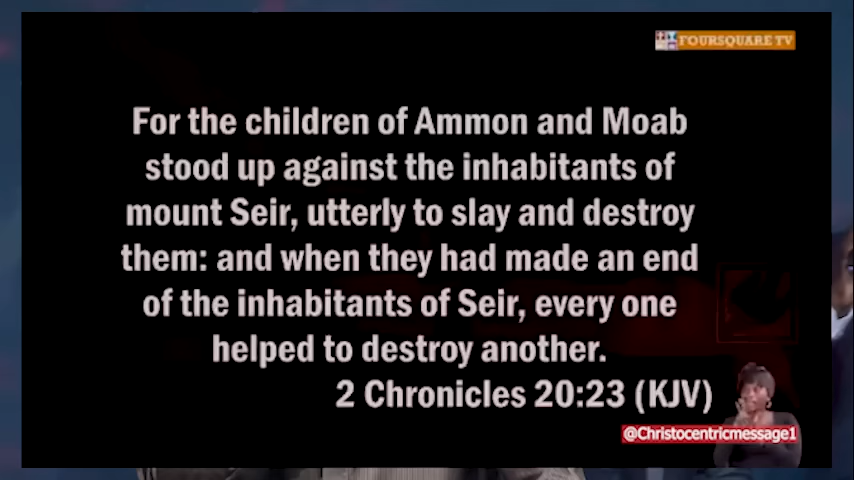 FOURSQUARE TV
For the children of Ammon and Moab
stood up against the inhabitants of
mount Seir, utterly to slay and destroy
them: and when they had made an end
of the inhabitants of Seir, every one
helped to destroy another.
2 Chronicles 20:23 (KJV)
@Christocentricmessage1